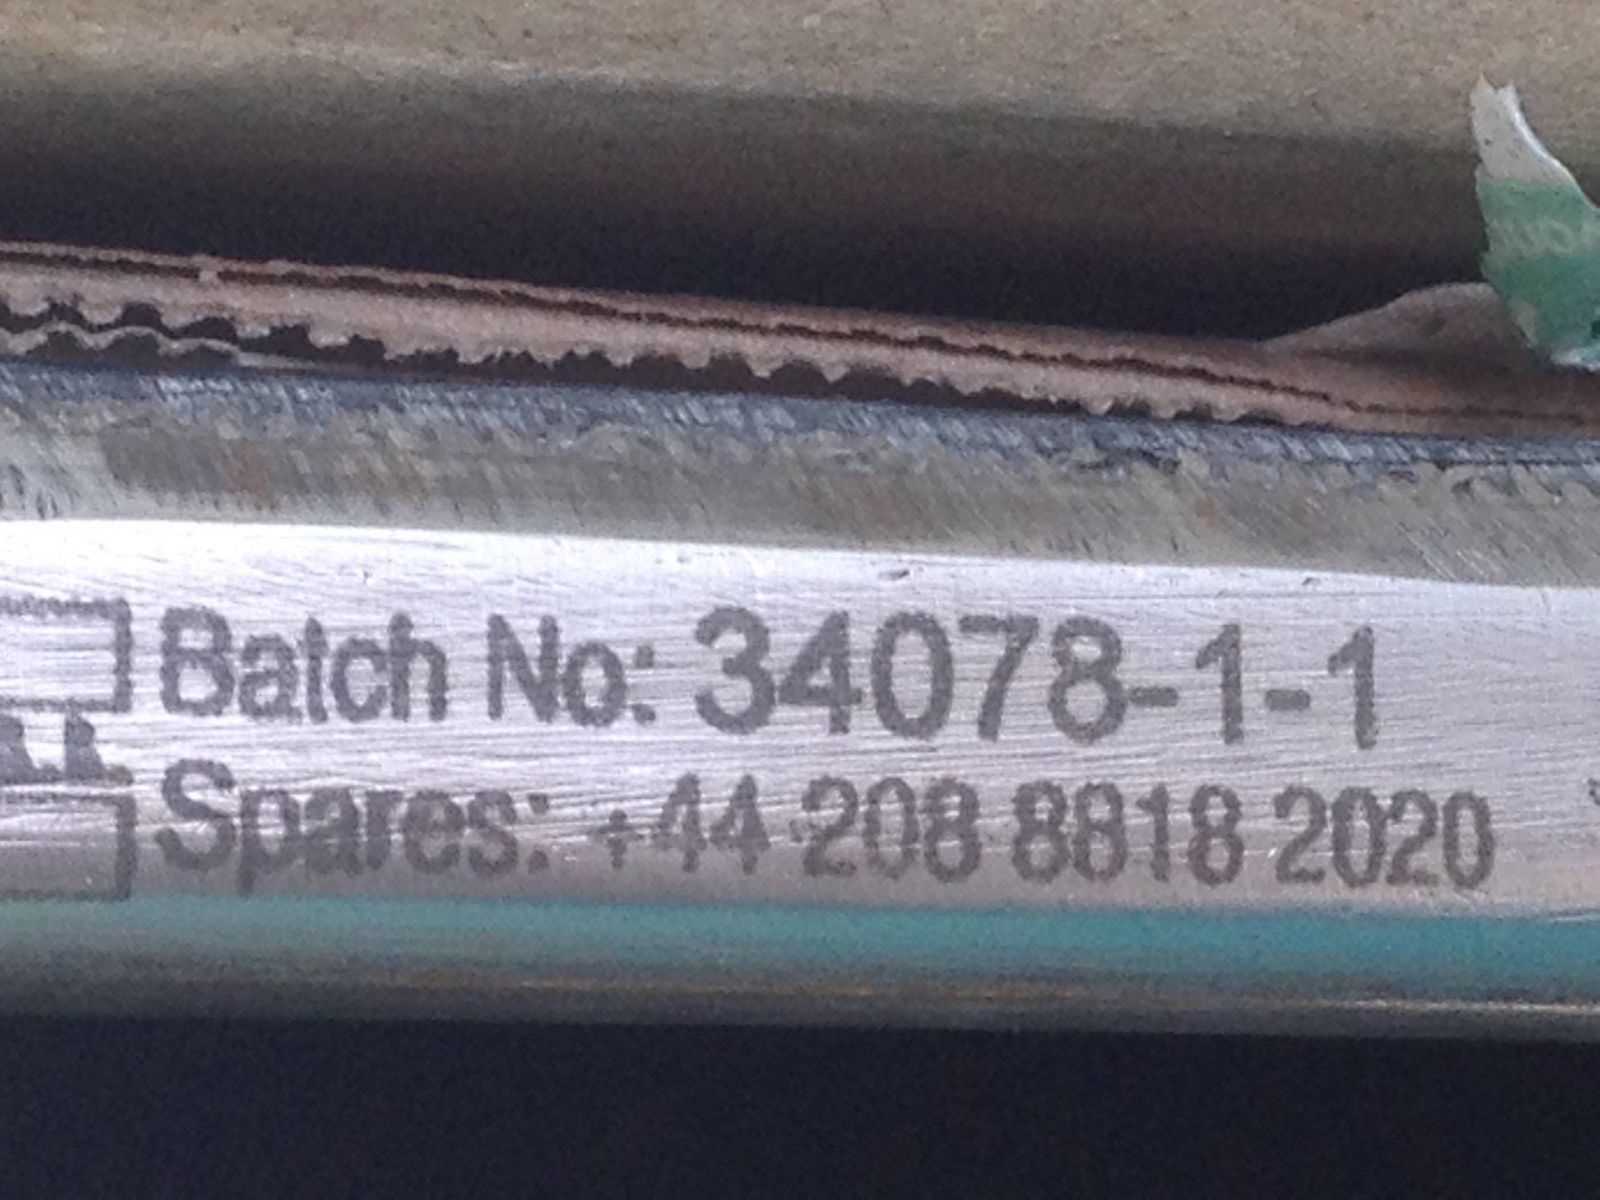 Batch No: 34078-1-1
Spares: +44 208 8818 2020